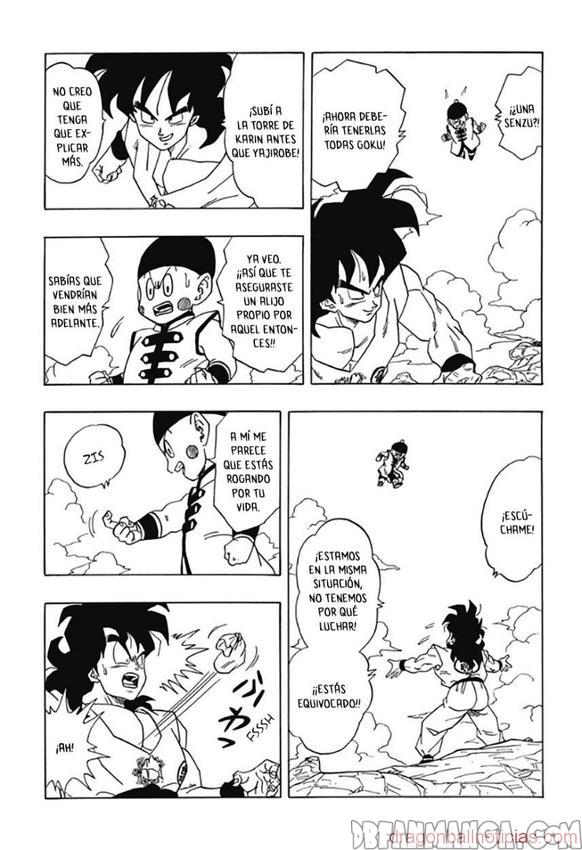 ¡¡UNA
SENZU?!
¡AHORA DEBE-
RÍA TENERLAS
TODAS GOKU!
¡SUBÍ A
LA TORRE
DE KARIN ANTES
QUE YAJIROBE!
NO CREO
QUE
TENGA
QUE EX-
PLICAR
MÁS.
YA VEO.
¡¡ASÍ QUE TE
ASEGURASTE
UN ALIJO
PROPIO POR
AQUEL ENTON-
CES!!
SABÍAS QUE
VENDRÍAN
BIEN MÁS
ADELANTE.
¡ESCÚ-
CHAME!
¡ESTAMOS
EN LA MISMA
SITUACIÓN,
NO TENEMOS
POR QUÉ
LUCHAR!
¡¡ESTÁS
EQUIVOCADO!!
A MÍ ME
PARECE
QUE ESTÁS
ROGANDO
POR TU
VIDA.
ZIS
FSSSH
¡AH!
DBFANMANGA.COM
dragonballnoticias.com